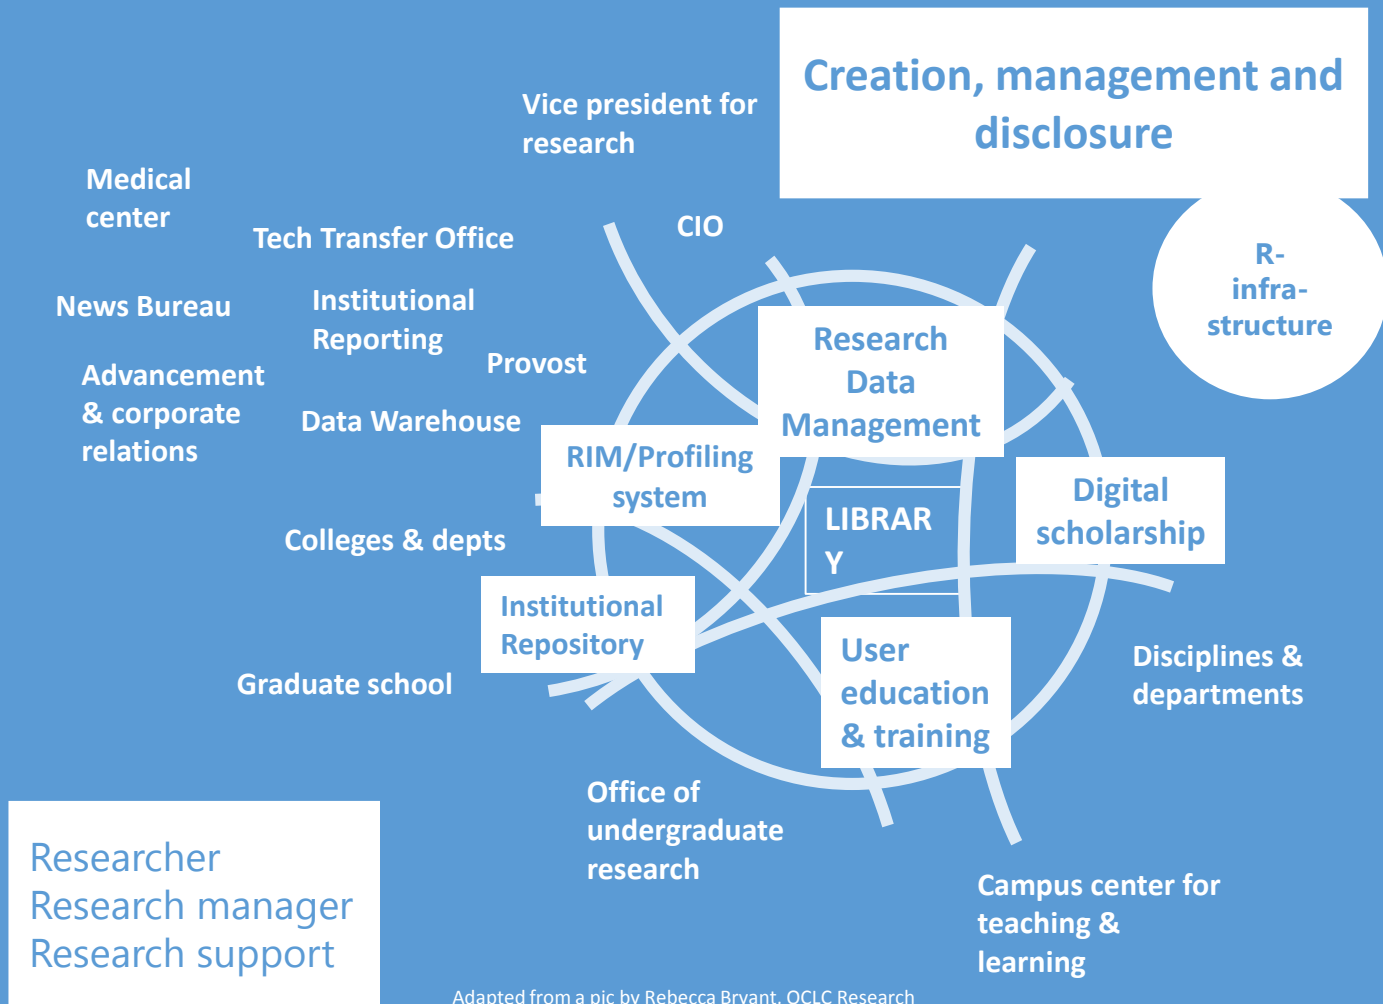 Creation, management and
disclosure
Vice president for
research
Medical
center
CIO
Tech Transfer Office
R-
infra-
structure
News Bureau
Institutional
Reporting
Research
Data
Management
Provost
Advancement
& corporate
relations
Data Warehouse
RIM/Profiling
system
Digital
scholarship
LIBRAR
Y
Colleges & depts
Institutional
Repository
User
education
& training
Disciplines &
departments
Graduate school
Office of
undergraduate
research
Researcher
Research manager
Research support
Campus center for
teaching &
learning
Adapted from a pic by Rebecca Bryant, OCLC Research